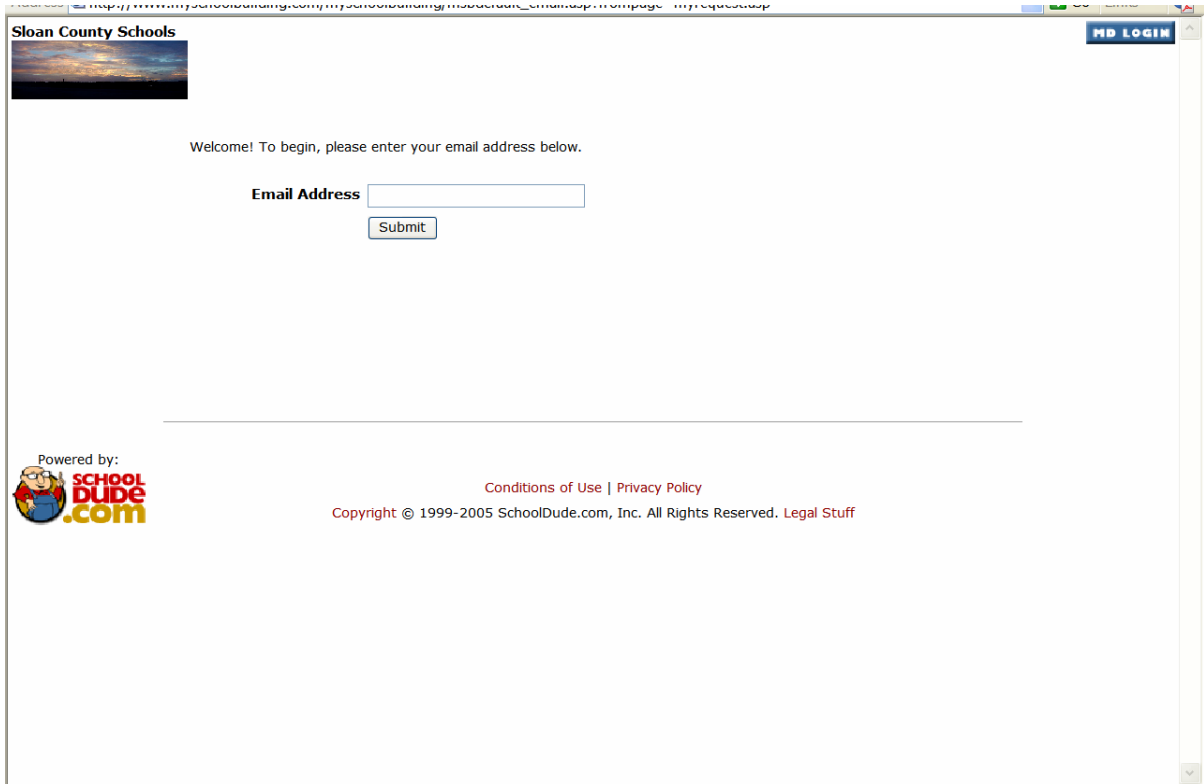 Sloan County Schools
MD LOGIN
Welcome! To begin, please enter your email address below.
Email Address
Submit
Powered by:
SCHOOL
DUDE
.COM
Conditions of Use | Privacy Policy
Copyright © 1999-2005 SchoolDude.com, Inc. All Rights Reserved. Legal Stuff